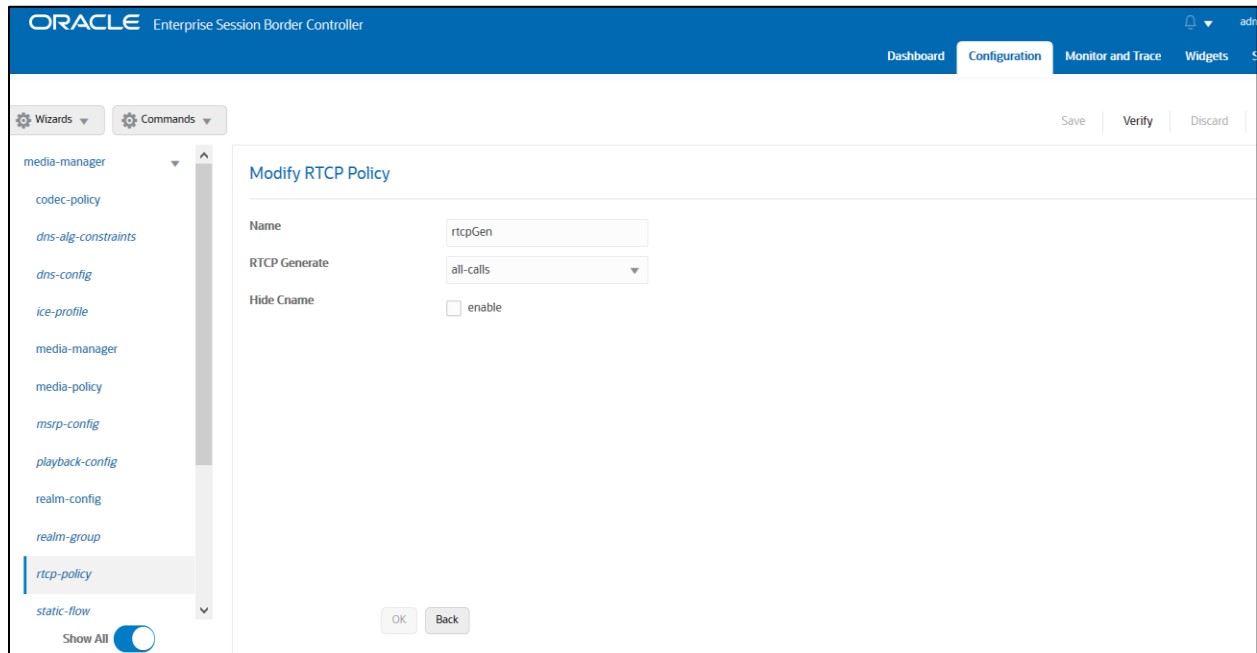 ORACLE Enterprise Session Border Controller
Dashboard Configuration Monitor and Trace Widgets
Wizards Commands
Save Verify Discard
media-manager
codec-policy
dns-alg-constraints
dns-config
ice-profile
media-manager
media-policy
msrp-config
playback-config
realm-config
realm-group
rtcp-policy
static-flow
Show All
Modify RTCP Policy
Name rtcpGen
RTCP Generate all-calls
Hide Cname enable
OK Back